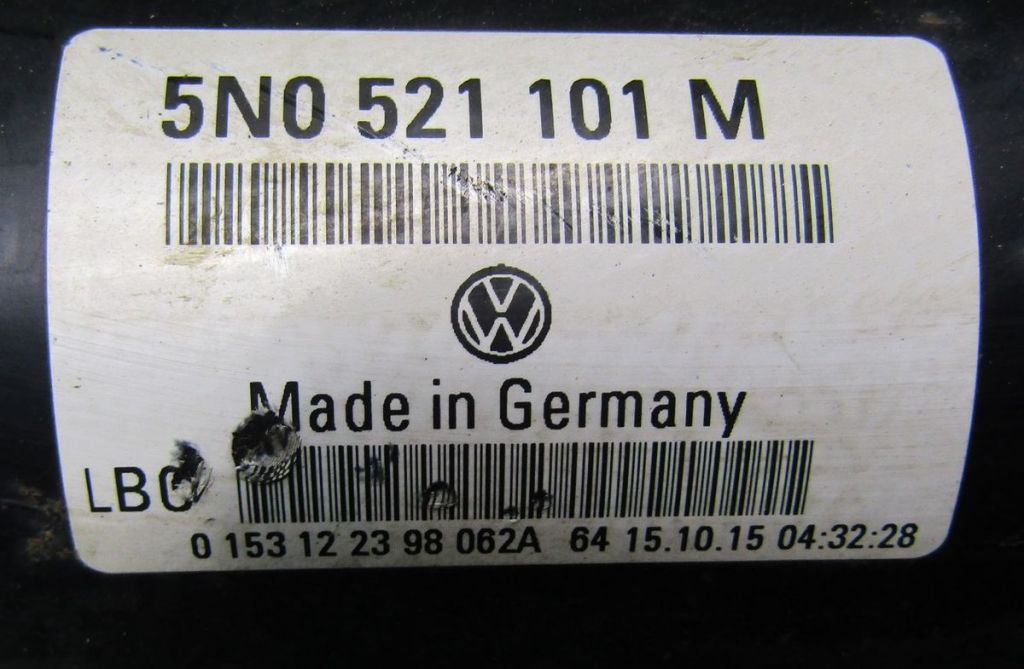 5N0 521 101 M
Made in Germany
0 153 12 23 98 062A 64 15.10.15 04:32:28